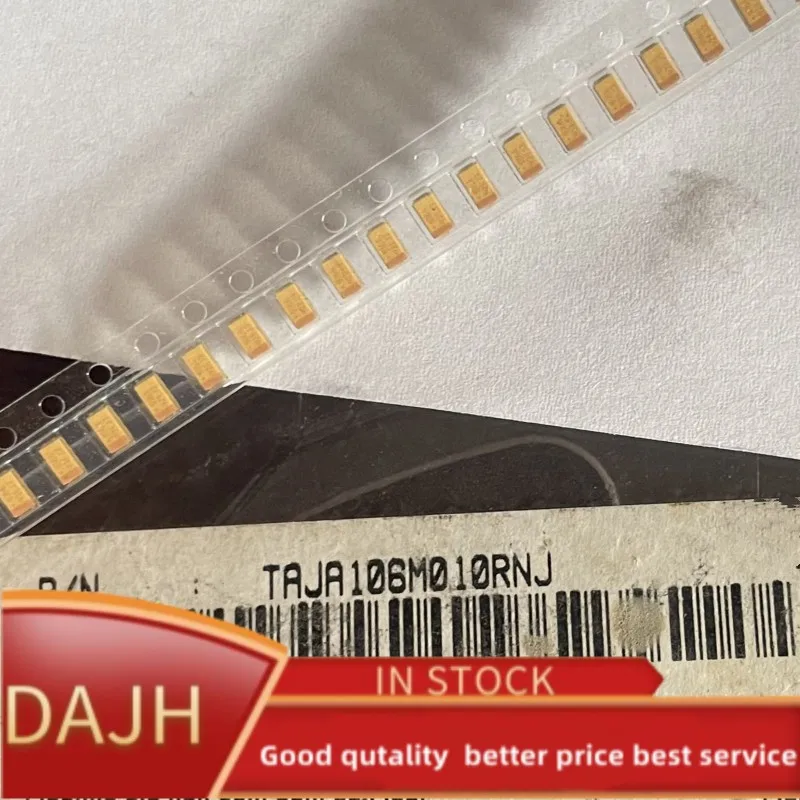 P/N : TAJA106M010RNJ
IN STOCK
DAJH
Good qutality better price best service